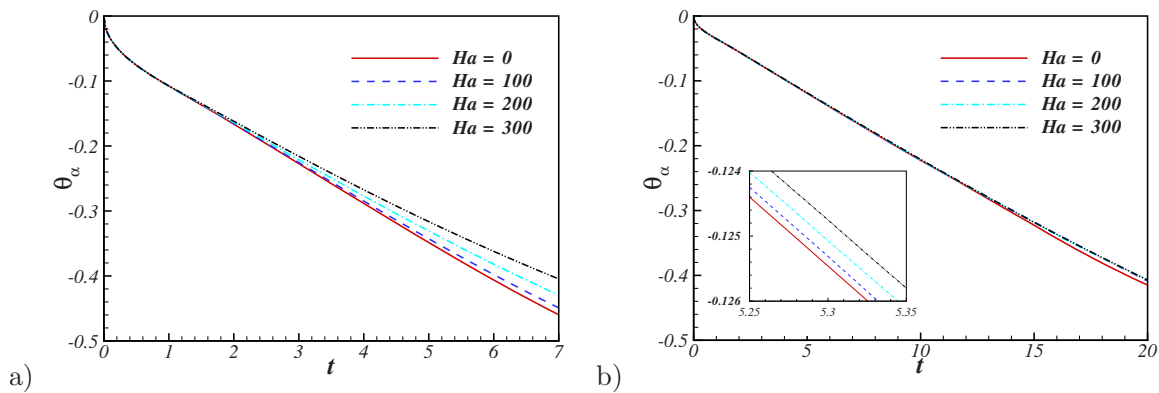 0
-0.1
-0.2
-0.3
-0.4
-0.5
θα
0 1 2 3 4 5 6 7
t
Ha = 0
Ha = 100
Ha = 200
Ha = 300
a)
0
-0.1
-0.2
-0.3
-0.4
-0.5
θα
0 5 10 15 20
t
Ha = 0
Ha = 100
Ha = 200
Ha = 300
-0.124
-0.125
-0.126
5.25 5.3 5.35
b)